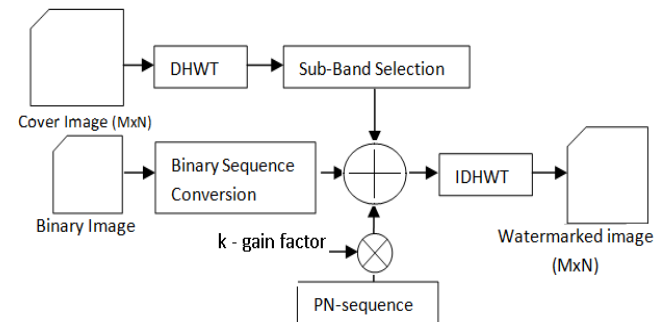 DHWT
Sub-Band Selection
Cover Image (MxN)
Binary Sequence
Conversion
IDHWT
Binary Image
k - gain factor
Watermarked image
(MxN)
PN-sequence